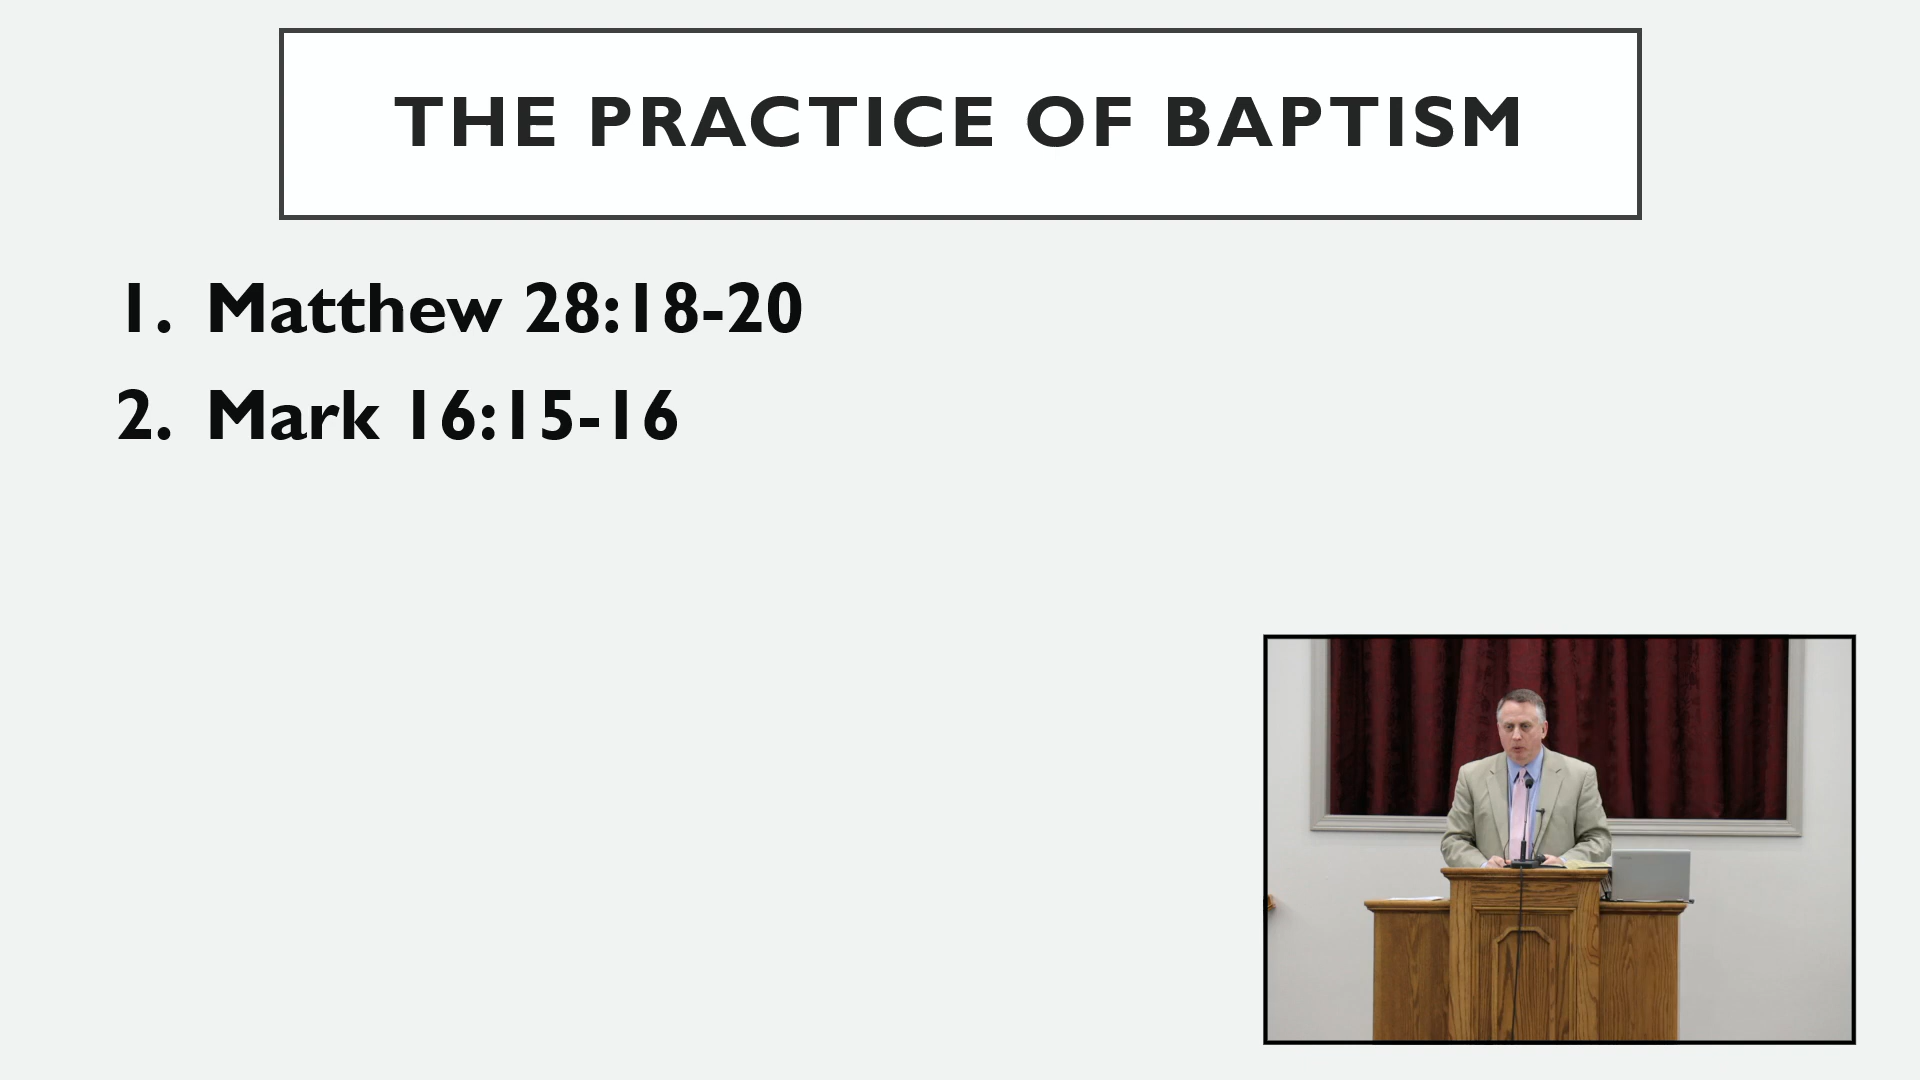 THE PRACTICE OF BAPTISM
1. Matthew 28:18-20
2. Mark 16:15-16